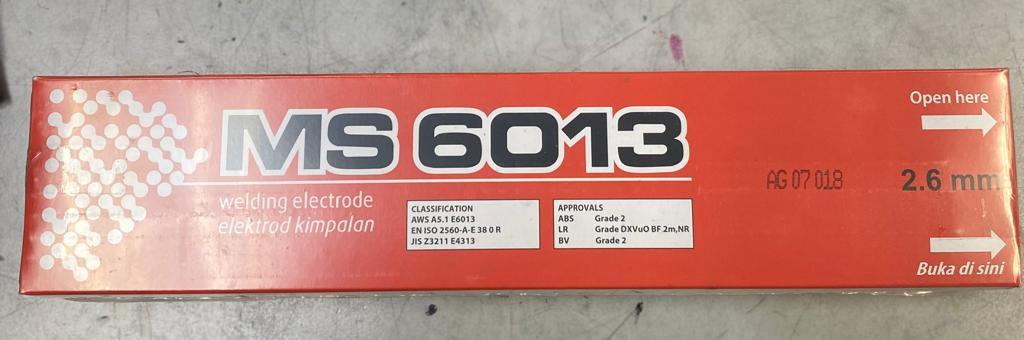 MS 6013
welding electrode
elektrod kimpalan
CLASSIFICATION
AWS A5.1 E6013
EN ISO 2560-A-E 38 0 R
JIS Z3211 E4313
APPROVALS
ABS Grade 2
LR Grade DXVuO BF 2m,NR
BV Grade 2
AG 07 018
Open here
2.6 mm
Buka di sini